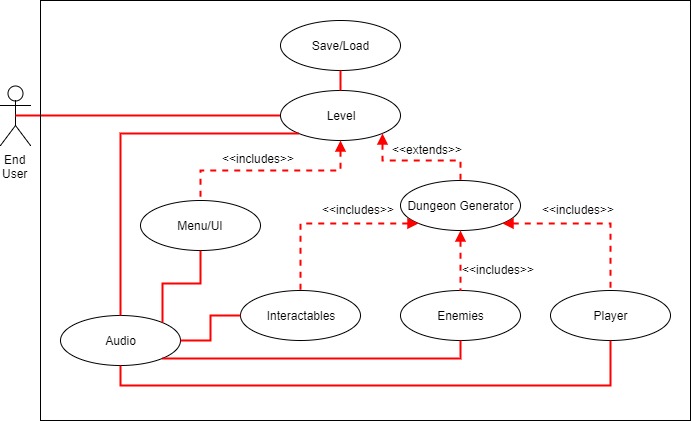 Save/Load
Level
End
User
<<includes>>
<<extends>>
Menu/UI
Dungeon Generator
<<includes>>
<<includes>>
<<includes>>
Interactables
Enemies
Player
Audio